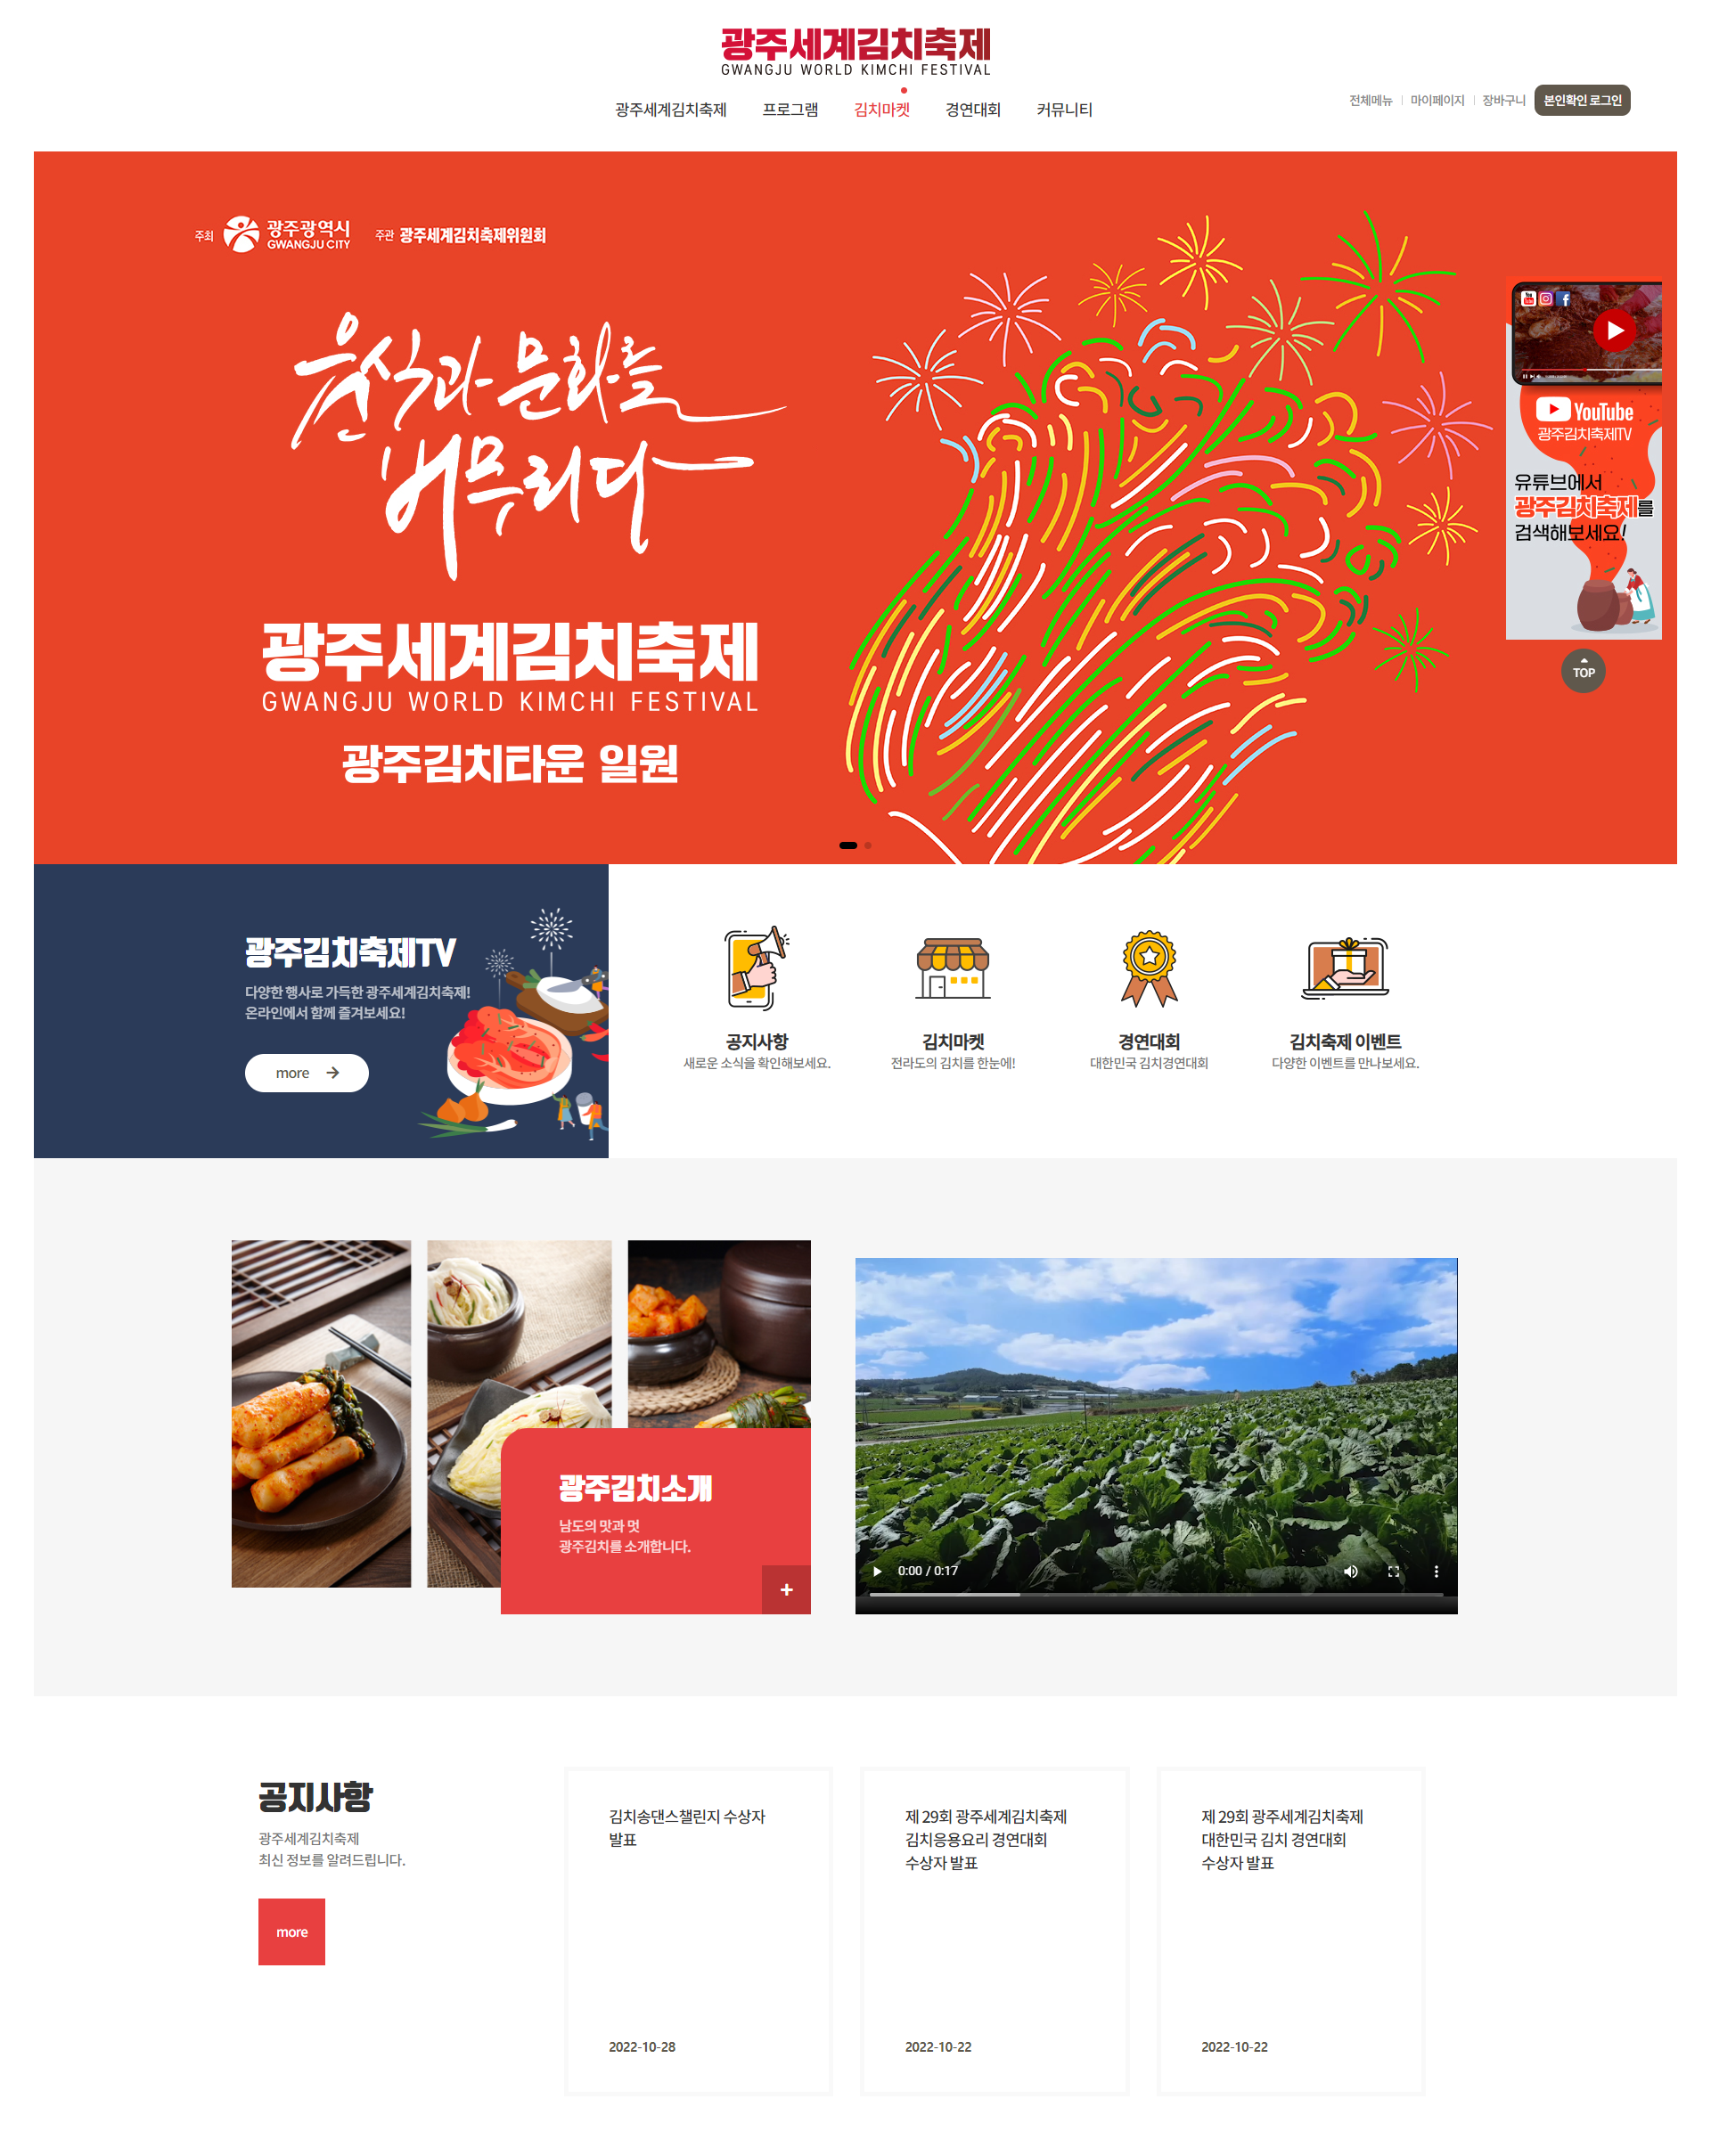 광주세계김치축제
GWANGJU WORLD KIMCHI FESTIVAL
광주세계김치축제 프로그램 김치마켓 경연대회 커뮤니티
전체메뉴 마이페이지 장바구니 본인확인 로그인
주최 광주광역시 GWANGJU CITY 주관 광주세계김치축제위원회
음식과 문화를
버무리다
광주세계김치축제
GWANGJU WORLD KIMCHI FESTIVAL
광주김치타운 일원
YouTube
광주김치축제TV
유튜브에서
광주김치축제를
검색해보세요!
TOP
광주김치축제TV
다양한 행사로 가득한 광주세계김치축제!
온라인에서 함께 즐겨보세요!
more
공지사항
새로운 소식을 확인해보세요.
김치마켓
전라도의 김치를 한눈에!
경연대회
대한민국 김치경연대회
김치축제 이벤트
다양한 이벤트를 만나보세요.
광주김치소개
남도의 맛과 멋
광주김치를 소개합니다.
+
0:00 / 0:17
공지사항
광주세계김치축제
최신 정보를 알려드립니다.
more
김치송댄스챌린지 수상자
발표
2022-10-28
제 29회 광주세계김치축제
김치응용요리 경연대회
수상자 발표
2022-10-22
제 29회 광주세계김치축제
대한민국 김치 경연대회
수상자 발표
2022-10-22